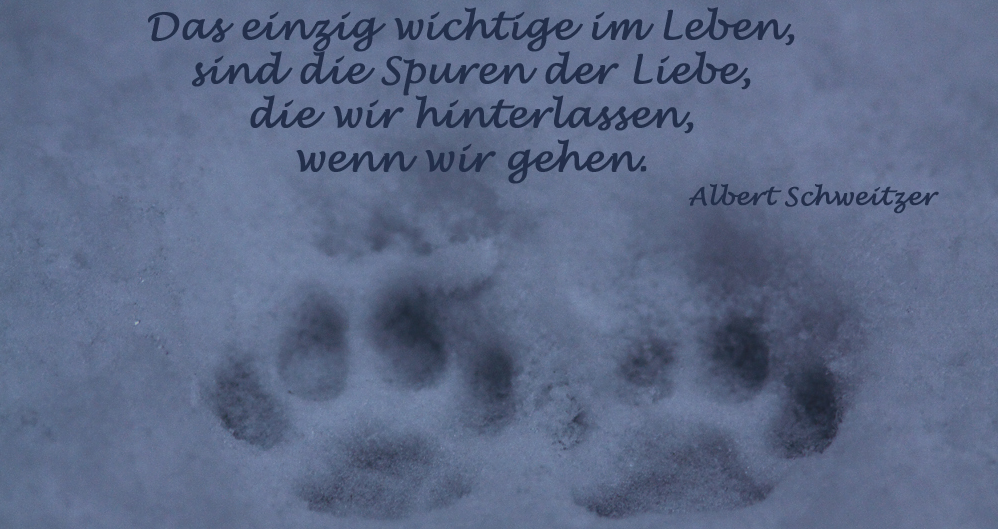 Das einzig wichtige im Leben,
sind die Spuren der Liebe,
die wir hinterlassen,
wenn wir gehen.
Albert Schweitzer